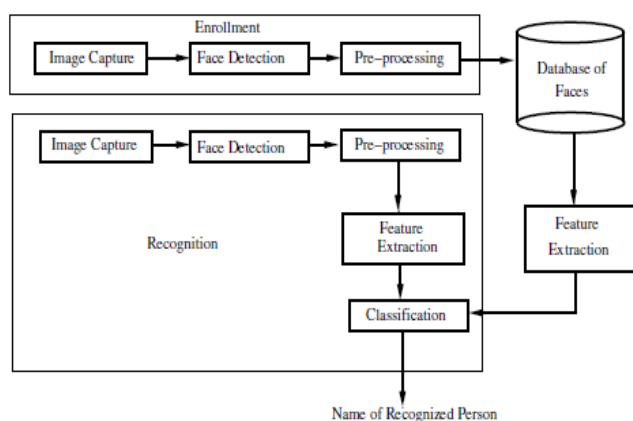 Enrollment
Image Capture
Face Detection
Pre–processing
Database of
Faces
Image Capture
Face Detection
Pre–processing
Feature
Extraction
Recognition
Feature
Extraction
Classification
Name of Recognized Person